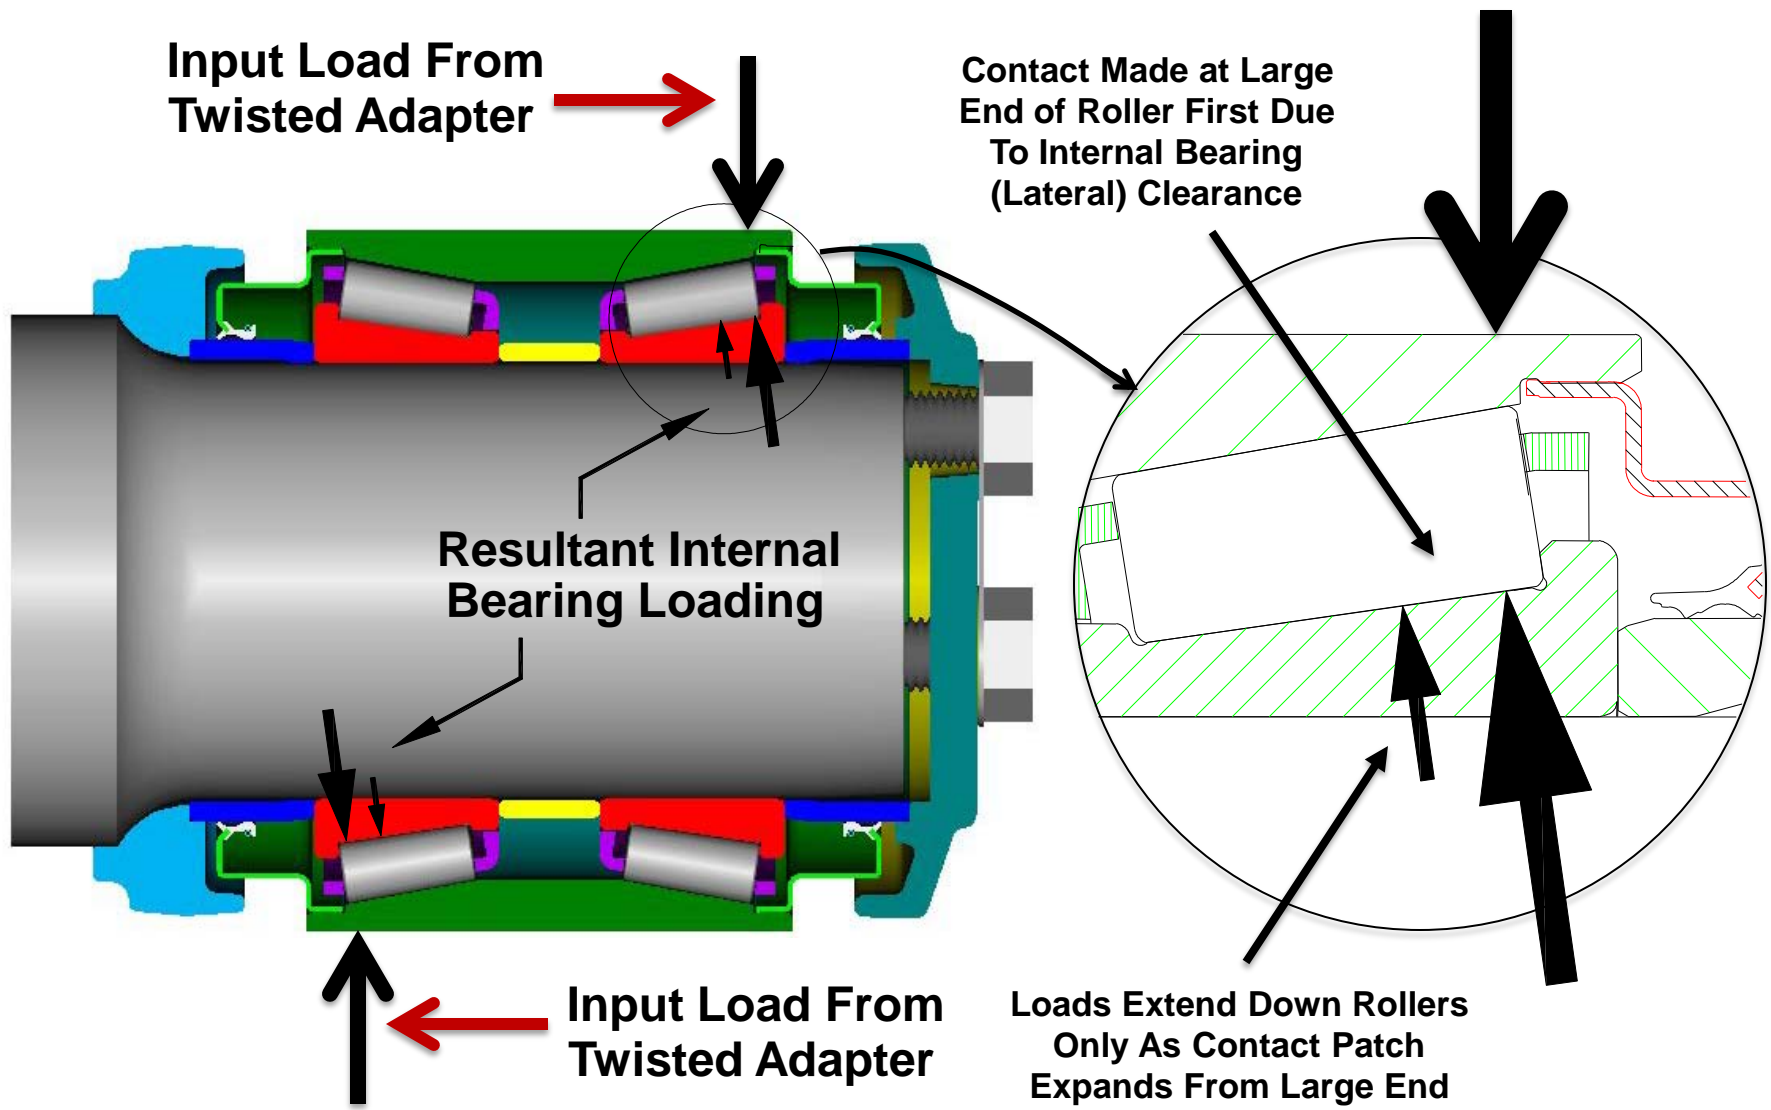 Input Load From
Twisted Adapter
Contact Made at Large
End of Roller First Due
To Internal Bearing
(Lateral) Clearance
Resultant Internal
Bearing Loading
Input Load From
Twisted Adapter
Loads Extend Down Rollers
Only As Contact Patch
Expands From Large End